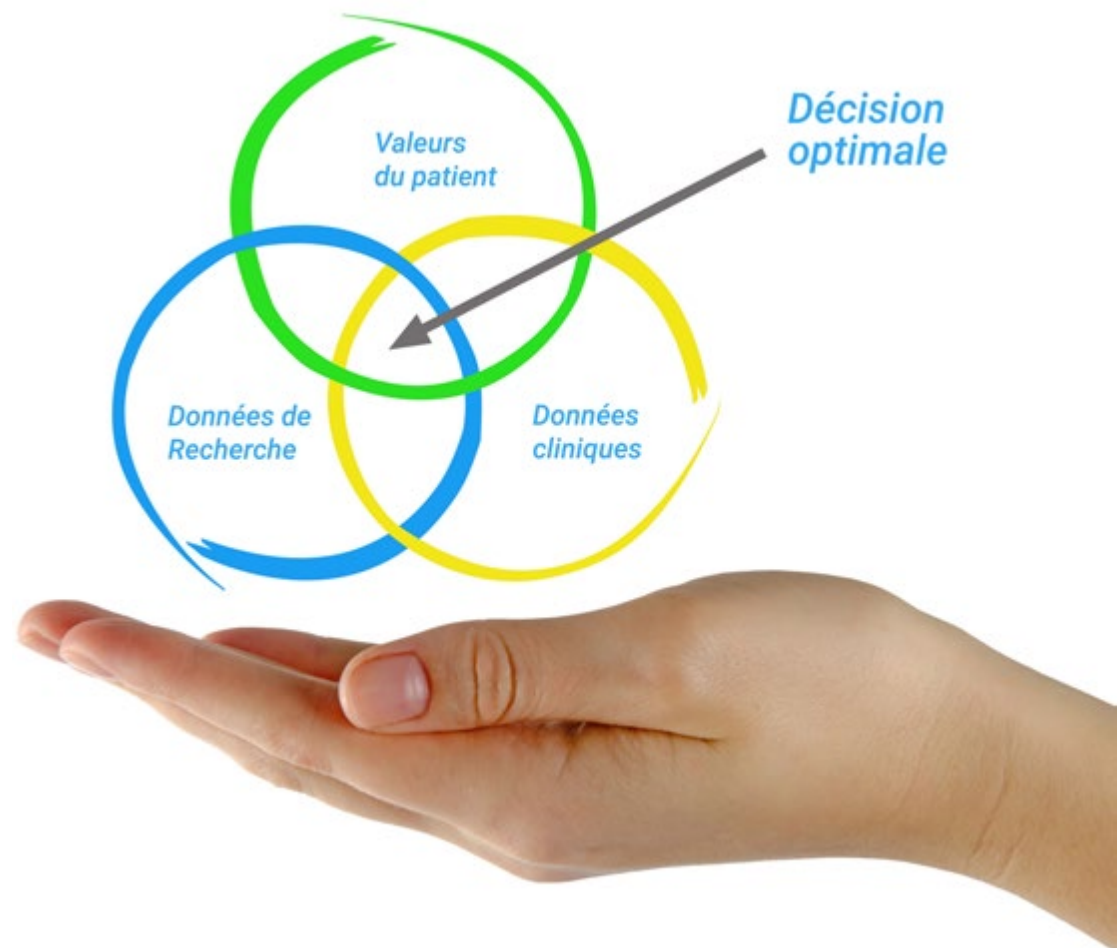 Valeurs
du patient
Décision
optimale
Données de
Recherche
Données
cliniques